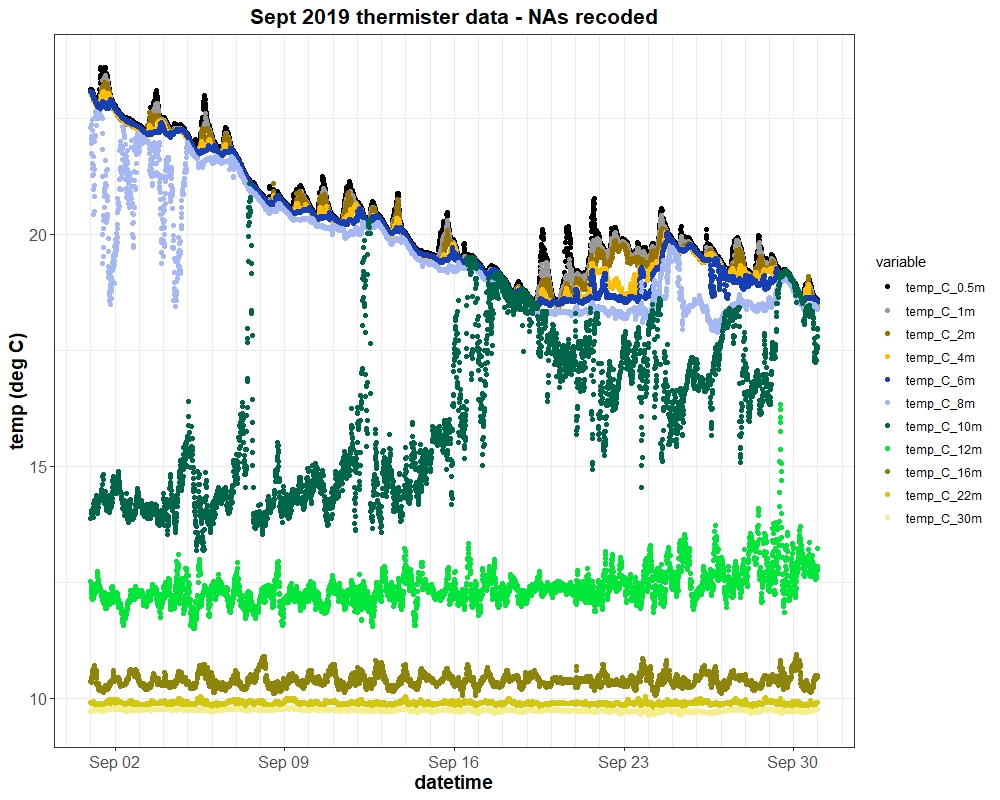 Sept 2019 thermister data - NAs recoded
temp (deg C)
20
15
10
Sep 02
Sep 09
Sep 16
Sep 23
Sep 30
datetime
variable
temp_C_0.5m
temp_C_1m
temp_C_2m
temp_C_4m
temp_C_6m
temp_C_8m
temp_C_10m
temp_C_12m
temp_C_16m
temp_C_22m
temp_C_30m